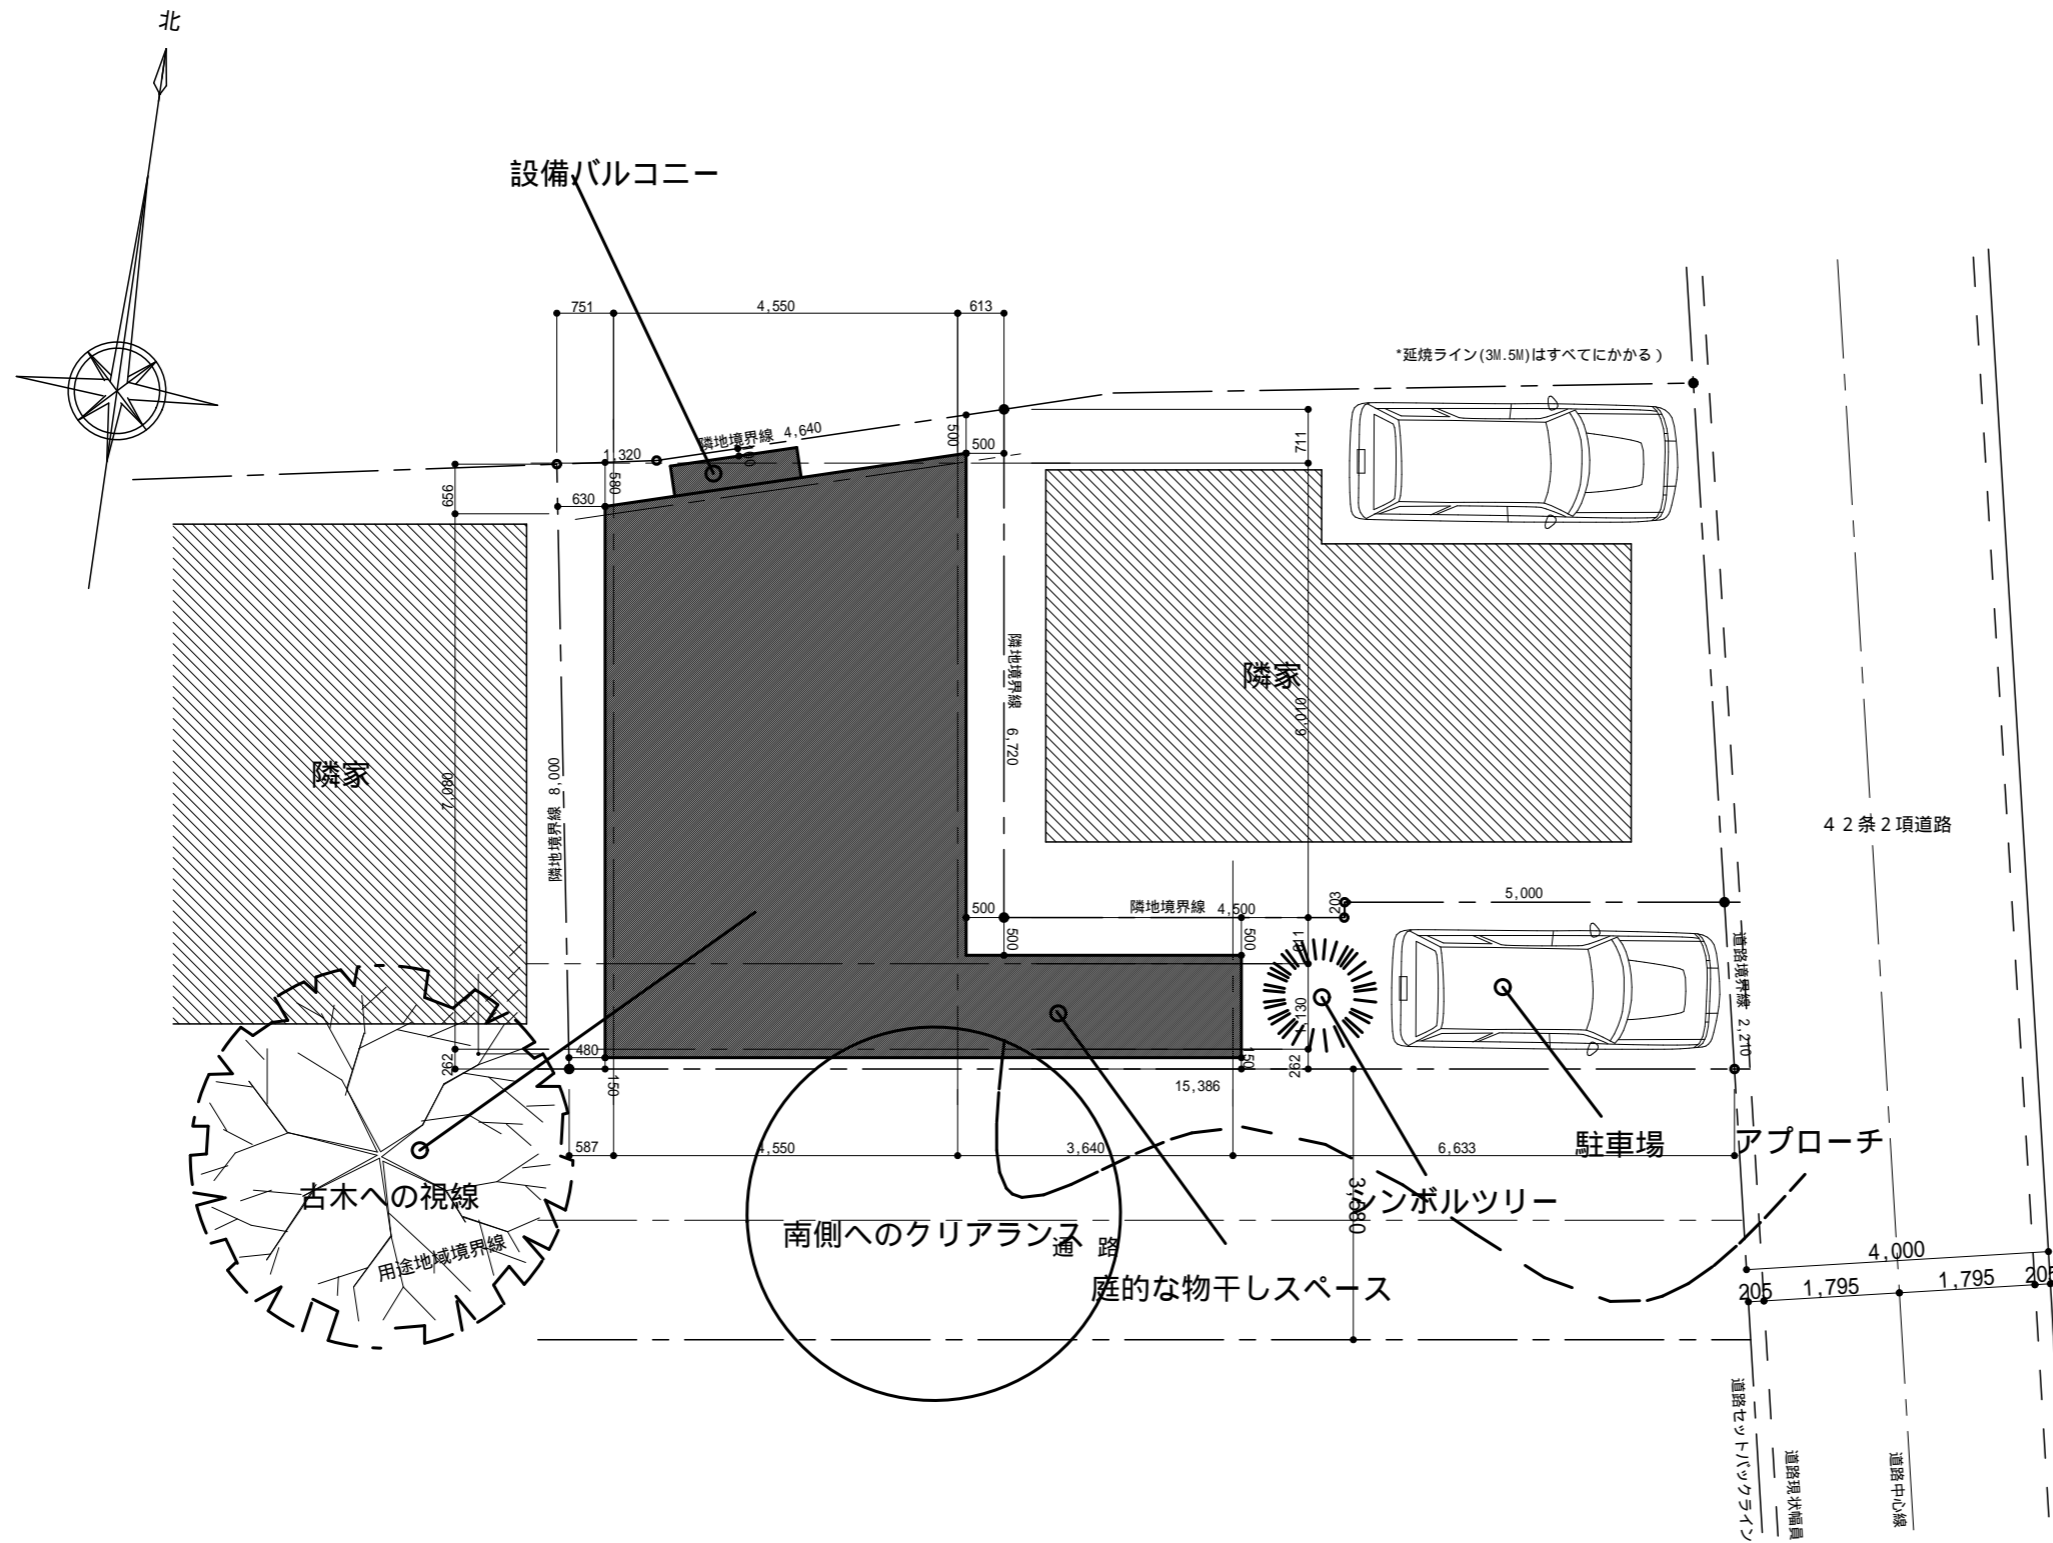 北
設備バルコニー
751
4,550
613
*延焼ライン(3M.5M)はすべてにかかる）
隣地境界線 4,640
1,320
500
500
711
580
630
656
隣家
隣地境界線 6,720
6,010
隣家
7,080
隣地境界線 8,000
４２条２項道路
5,000
203
隣地境界線 4,500
500
500
500
道路境界線 2,210
480
262
150
150
262
15,386
587
4,550
3,640
6,633
駐車場
アプローチ
古木への視線
シンボルツリー
南側へのクリアランス
通 路
用途地域境界線
庭的な物干しスペース
4,000
205
1,795
1,795
205
道路セットバックライン
道路現状幅員
道路中心線